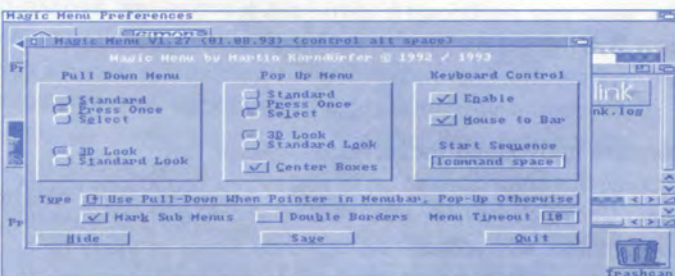 Magic Menu Preferences
Magic Menu V1.27 (01.08.93) (control alt space)
Magic Menu by Martin Korndörfer © 1992 / 1993
Pull Down Menu Pop Up Menu Keyboard Control
Standard
Press Once
Select
3D Look
Standard Look
Standard
Press Once
Select
3D Look
Standard Look
Center Boxes
Enable
Mouse to Bar
Start Sequence
lcommand space
Type Use Pull-Down When Pointer in Menubar, Pop-Up Otherwise
Mark Sub Menus Double Borders Menu Timeout 10
Hide Save Quit
link
nk.log
Trashcan